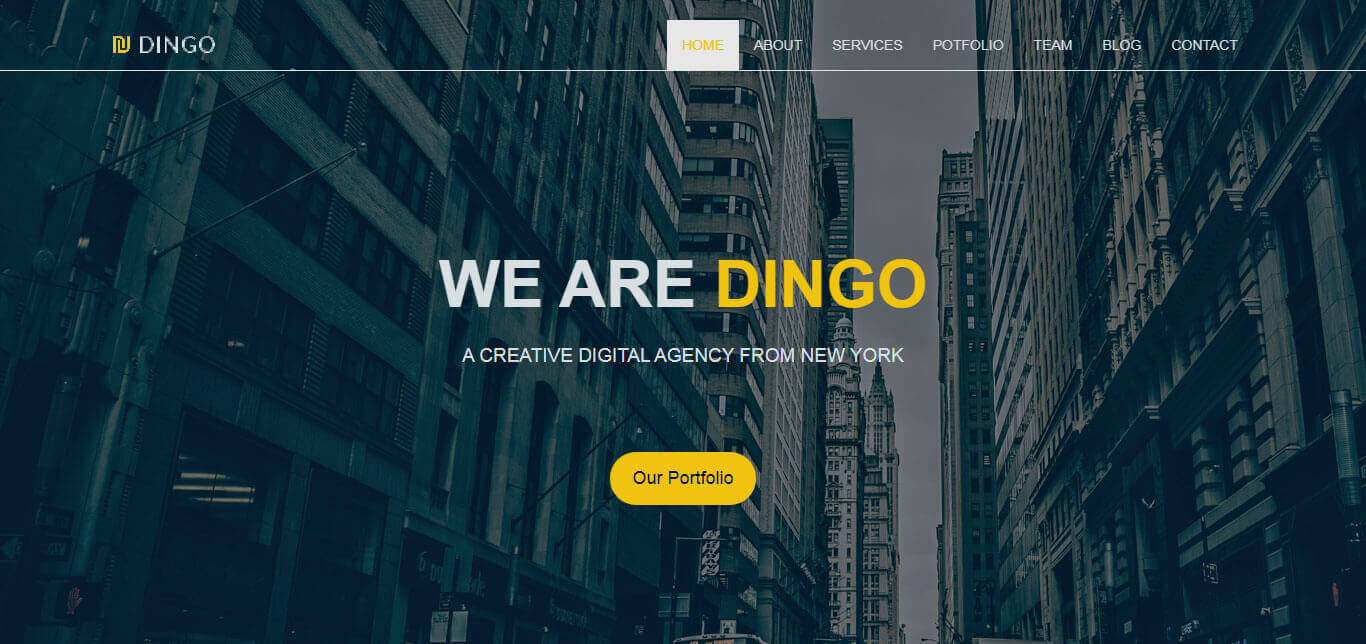 DINGO
HOME ABOUT SERVICES POTFOLIO TEAM BLOG CONTACT
WE ARE DINGO
A CREATIVE DIGITAL AGENCY FROM NEW YORK
Our Portfolio